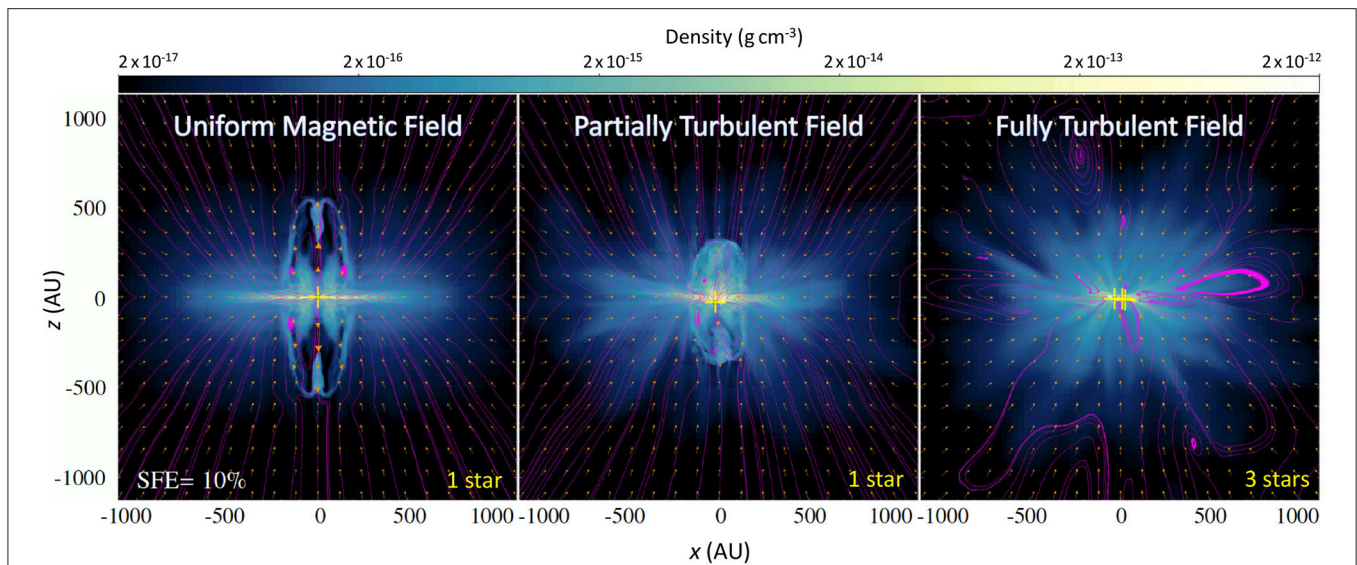 Density (g cm⁻³)
2 x 10⁻¹⁷ 2 x 10⁻¹⁶ 2 x 10⁻¹⁵ 2 x 10⁻¹⁴ 2 x 10⁻¹³ 2 x 10⁻¹²
Uniform Magnetic Field Partially Turbulent Field Fully Turbulent Field
1000
500
0
-500
-1000
z (AU)
SFE= 10% 1 star 1 star 3 stars
-1000 -500 0 500 1000 -500 0 500 -1000 -500 0 500 1000
x (AU)